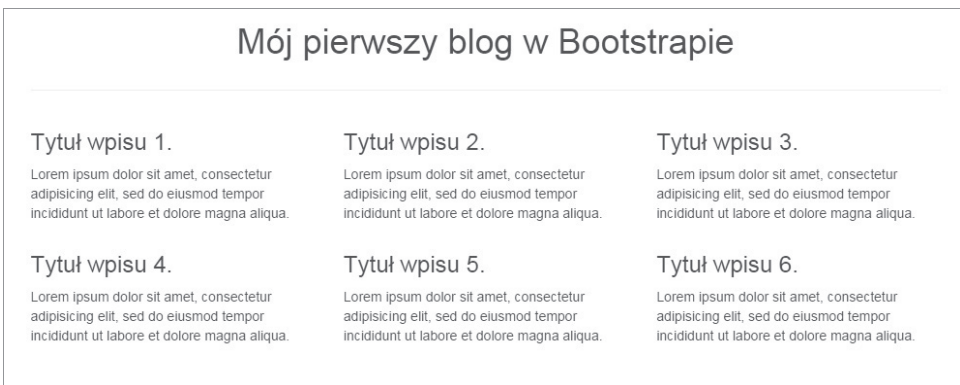 Mój pierwszy blog w Bootstrapie
Tytuł wpisu 1.
Lorem ipsum dolor sit amet, consectetur
adipisicing elit, sed do eiusmod tempor
incididunt ut labore et dolore magna aliqua.
Tytuł wpisu 2.
Lorem ipsum dolor sit amet, consectetur
adipisicing elit, sed do eiusmod tempor
incididunt ut labore et dolore magna aliqua.
Tytuł wpisu 3.
Lorem ipsum dolor sit amet, consectetur
adipisicing elit, sed do eiusmod tempor
incididunt ut labore et dolore magna aliqua.
Tytuł wpisu 4.
Lorem ipsum dolor sit amet, consectetur
adipisicing elit, sed do eiusmod tempor
incididunt ut labore et dolore magna aliqua.
Tytuł wpisu 5.
Lorem ipsum dolor sit amet, consectetur
adipisicing elit, sed do eiusmod tempor
incididunt ut labore et dolore magna aliqua.
Tytuł wpisu 6.
Lorem ipsum dolor sit amet, consectetur
adipisicing elit, sed do eiusmod tempor
incididunt ut labore et dolore magna aliqua.